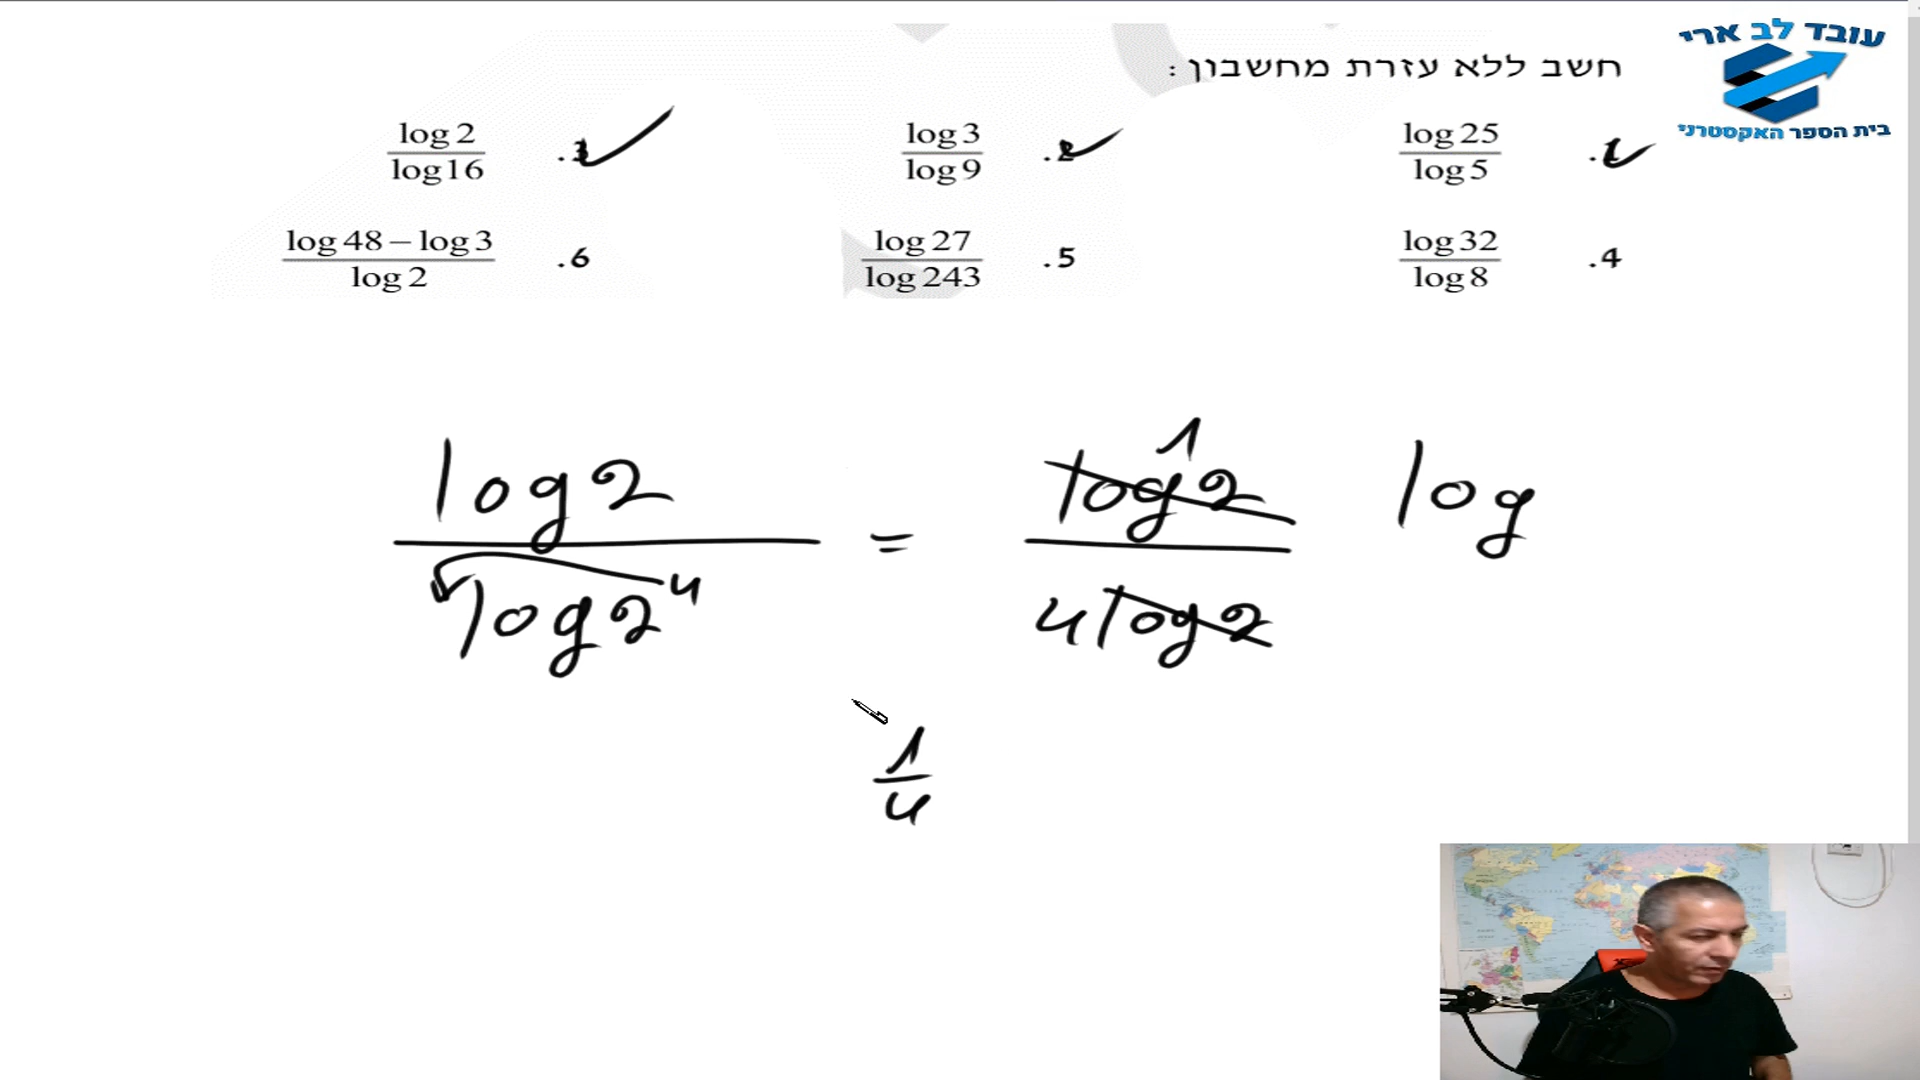 עובד לב ארי
בית הספר האקסטרני
חשב ללא עזרת מחשבון :
.1 log 25 / log 5
.2 log 3 / log 9
.3 log 2 / log 16
.4 log 32 / log 8
.5 log 27 / log 243
.6 log 48 – log 3 / log 2
log 2 / log 2⁴ = log 2 / 4 log 2
1
log
1/4